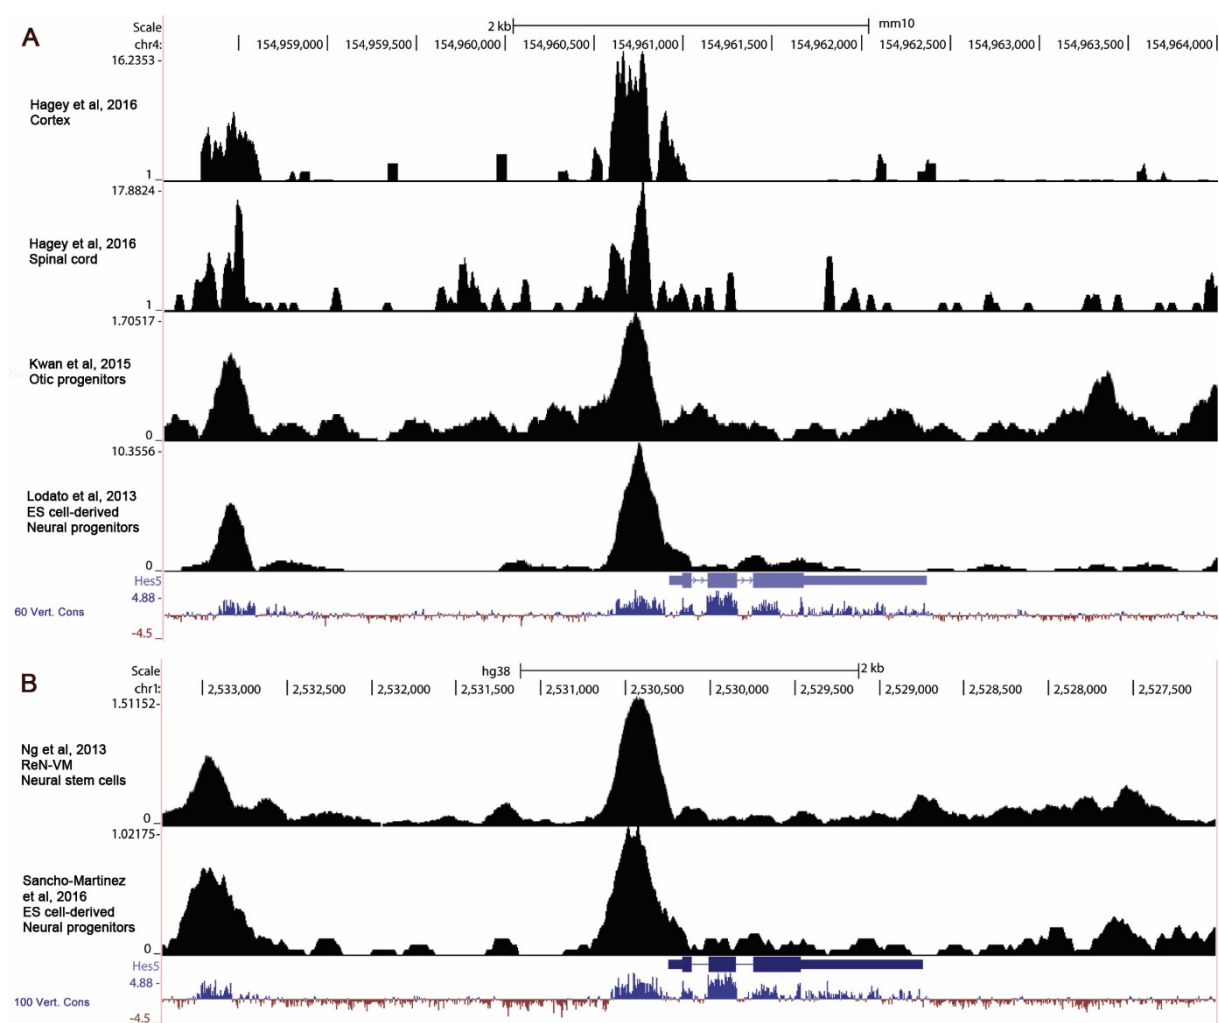 A
Scale 2 kb mm10
chr4: 154,959,000 154,959,500 154,960,000 154,960,500 154,961,000 154,961,500 154,962,000 154,962,500 154,963,000 154,963,500 154,964,000
16.2353
Hagey et al, 2016
Cortex
1
17.8824
Hagey et al, 2016
Spinal cord
1
1.70517
Kwan et al, 2015
Otic progenitors
0
10.3556
Lodato et al, 2013
ES cell-derived
Neural progenitors
0
Hes5
4.88
60 Vert. Cons
-4.5
B
Scale hg38 2 kb
chr1: 2,533,000 2,532,500 2,532,000 2,531,500 2,531,000 2,530,500 2,530,000 2,529,500 2,529,000 2,528,500 2,528,000 2,527,500
1.51152
Ng et al, 2013
ReN-VM
Neural stem cells
0
1.02175
Sancho-Martinez
et al, 2016
ES cell-derived
Neural progenitors
0
Hes5
4.88
100 Vert. Cons
-4.5